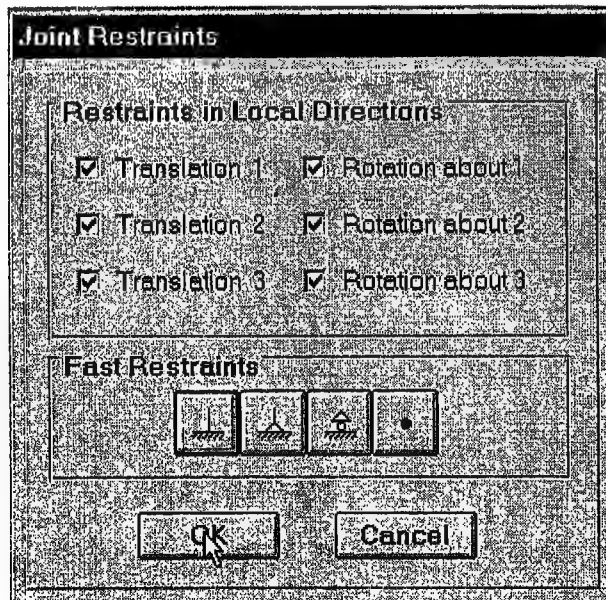 Joint Restraints
Restraints in Local Directions
Translation 1 Rotation about 1
Translation 2 Rotation about 2
Translation 3 Rotation about 3
Fast Restraints
OK Cancel